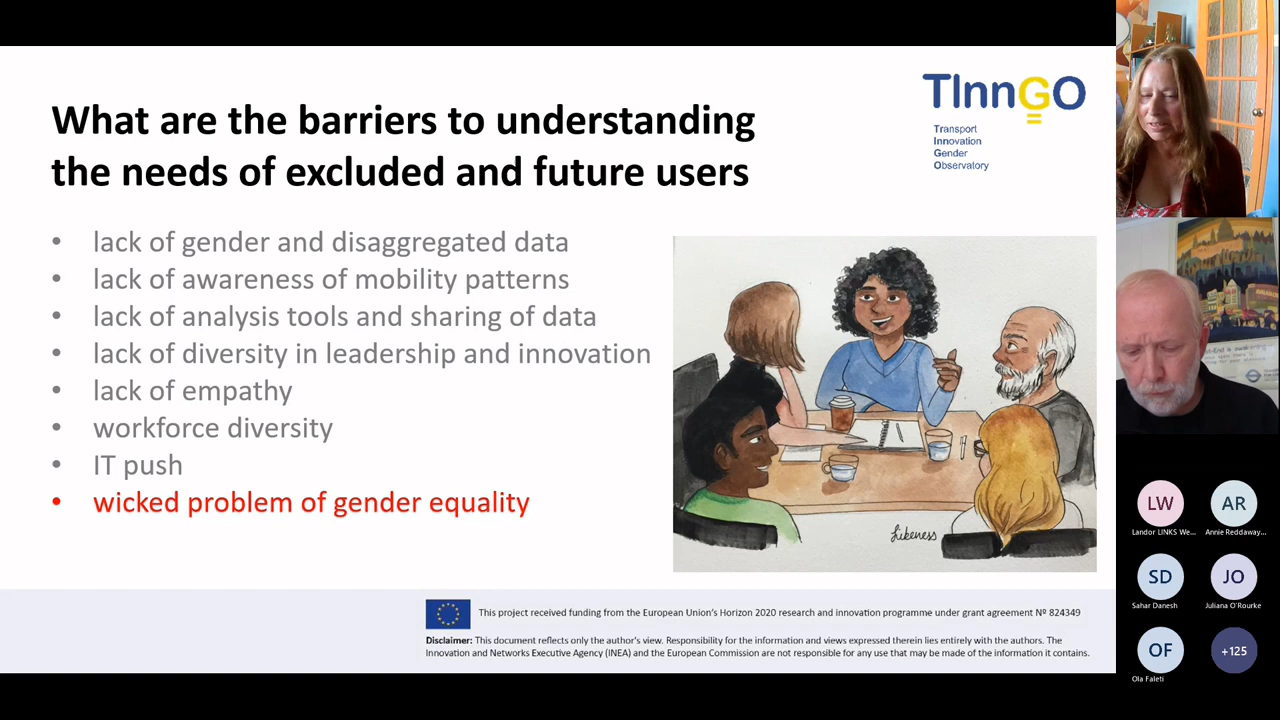 What are the barriers to understanding
the needs of excluded and future users
TInnGO
Transport
Innovation
Gender
Observatory
• lack of gender and disaggregated data
• lack of awareness of mobility patterns
• lack of analysis tools and sharing of data
• lack of diversity in leadership and innovation
• lack of empathy
• workforce diversity
• IT push
• wicked problem of gender equality
Likeness
This project received funding from the European Union's Horizon 2020 research and innovation programme under grant agreement Nº 824349
Disclaimer: This document reflects only the author's view. Responsibility for the information and views expressed therein lies entirely with the authors. The
Innovation and Networks Executive Agency (INEA) and the European Commission are not responsible for any use that may be made of the information it contains.
LW
Landor LINKS We...
AR
Annie Reddaway...
SD
Sahar Danesh
JO
Juliana O'Rourke
OF
Ola Faleti
+125